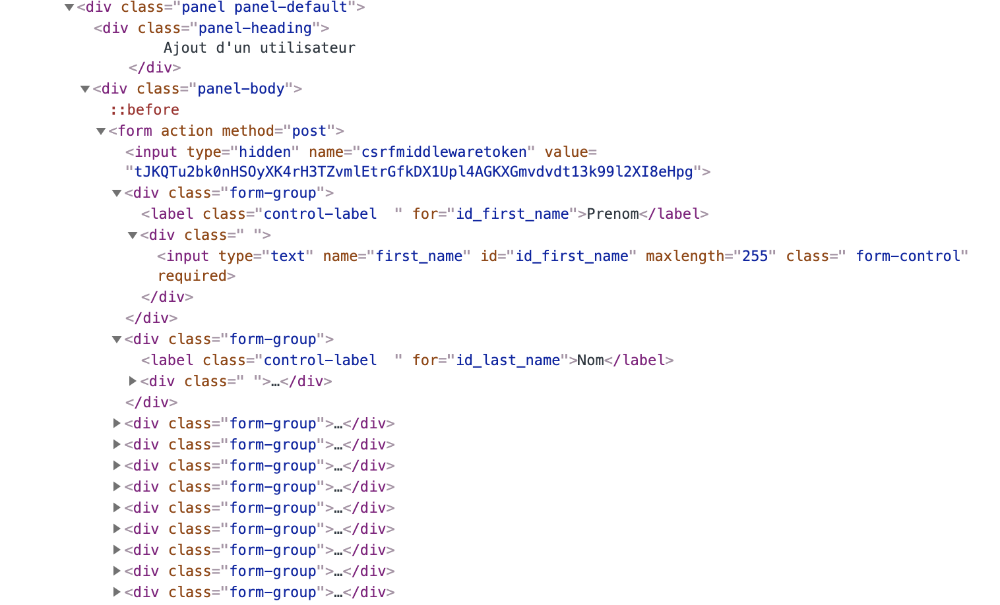 ▼<div class="panel panel-default">
<div class="panel-heading">
Ajout d'un utilisateur
</div>
▼<div class="panel-body">
::before
▼<form action method="post">
<input type="hidden" name="csrfmiddlewaretoken" value=
"tJKQTu2bk0nHSOyXK4rH3TZvmlEtrGfkDX1Upl4AGKXGmvdvdt13k99l2XI8eHpg">
▼<div class="form-group">
<label class="control-label  " for="id_first_name">Prenom</label>
▼<div class=" ">
<input type="text" name="first_name" id="id_first_name" maxlength="255" class=" form-control"
required>
</div>
</div>
▼<div class="form-group">
<label class="control-label  " for="id_last_name">Nom</label>
▶<div class=" ">…</div>
</div>
▶<div class="form-group">…</div>
▶<div class="form-group">…</div>
▶<div class="form-group">…</div>
▶<div class="form-group">…</div>
▶<div class="form-group">…</div>
▶<div class="form-group">…</div>
▶<div class="form-group">…</div>
▶<div class="form-group">…</div>
▶<div class="form-group">…</div>